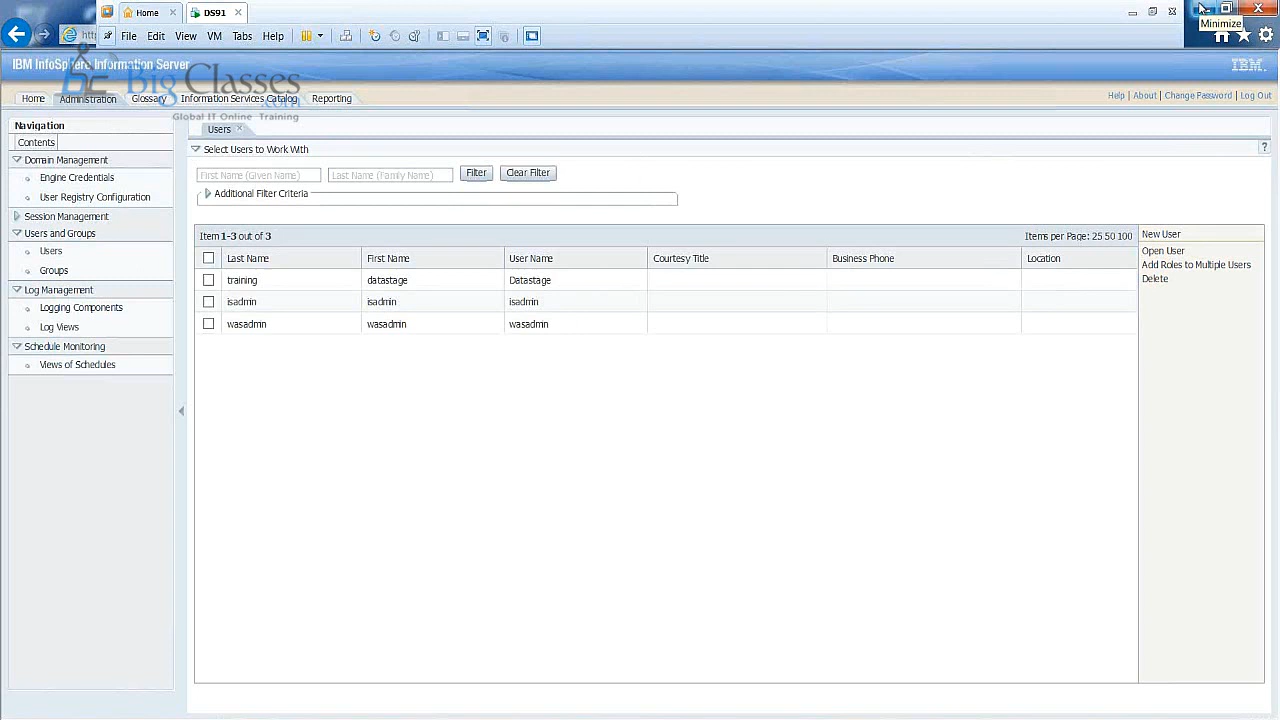 Home
DS91
Minimize
File Edit View VM Tabs Help
IBM InfoSphere Information Server
IBM.
Big Classes
.com
Global IT Online Training
Home Administration Glossary Information Services Catalog Reporting
Help | About | Change Password | Log Out
Navigation
Contents
Domain Management
Engine Credentials
User Registry Configuration
Session Management
Users and Groups
Users
Groups
Log Management
Logging Components
Log Views
Schedule Monitoring
Views of Schedules
Users
Select Users to Work With
?
First Name (Given Name) Last Name (Family Name) Filter Clear Filter
Additional Filter Criteria
Item 1-3 out of 3 Items per Page: 25 50 100
Last Name First Name User Name Courtesy Title Business Phone Location
training datastage Datastage
isadmin isadmin isadmin
wasadmin wasadmin wasadmin
New User
Open User
Add Roles to Multiple Users
Delete